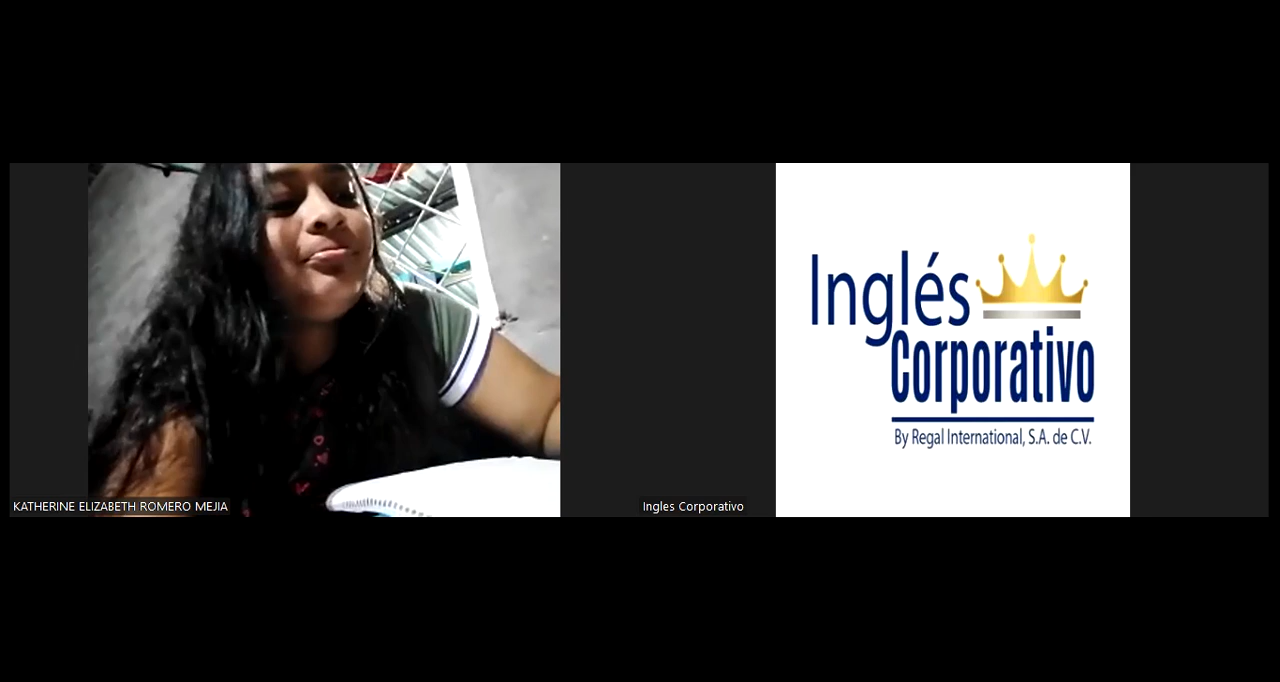 Inglés
Corporativo
By Regal International, S.A. de C.V.
KATHERINE ELIZABETH ROMERO MEJIA
Ingles Corporativo